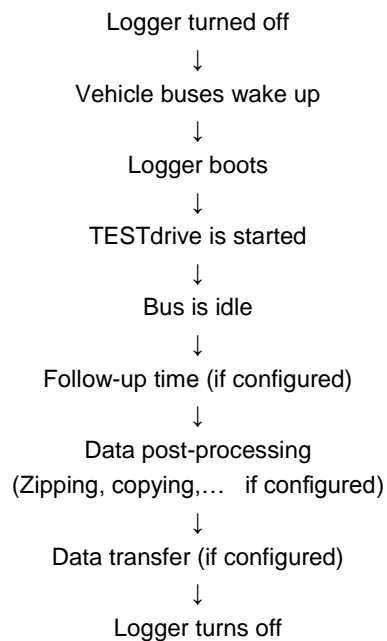 Logger turned off
↓
Vehicle buses wake up
↓
Logger boots
↓
TESTdrive is started
↓
Bus is idle
↓
Follow-up time (if configured)
↓
Data post-processing
(Zipping, copying,… if configured)
↓
Data transfer (if configured)
↓
Logger turns off